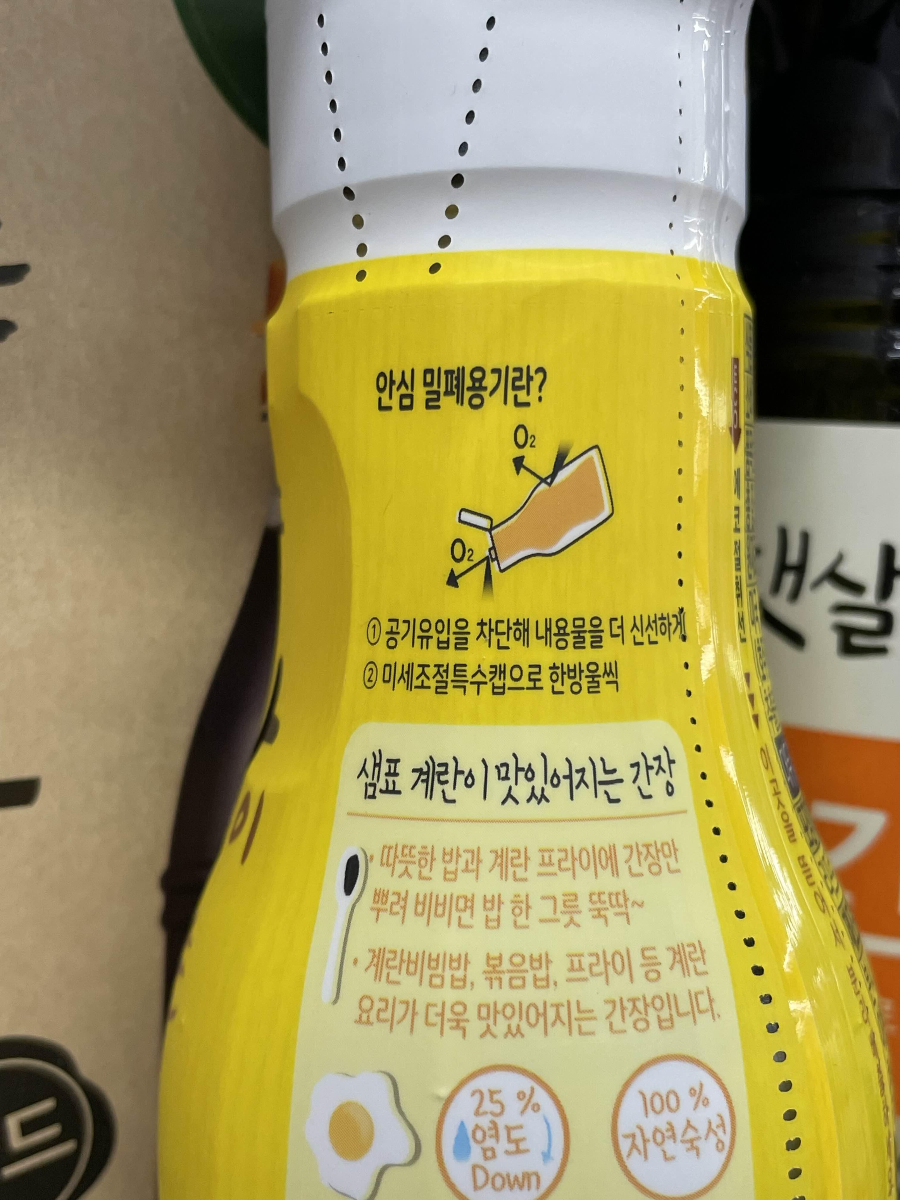 안심 밀폐용기란?
O₂
O₂
① 공기유입을 차단해 내용물을 더 신선하게
② 미세조절특수캡으로 한방울씩
샘표 계란이 맛있어지는 간장
· 따뜻한 밥과 계란 프라이에 간장만
뿌려 비비면 밥 한 그릇 뚝딱~
· 계란비빔밥, 볶음밥, 프라이 등 계란
요리가 더욱 맛있어지는 간장입니다.
25 %
염도
Down
100 %
자연숙성
햇살
드